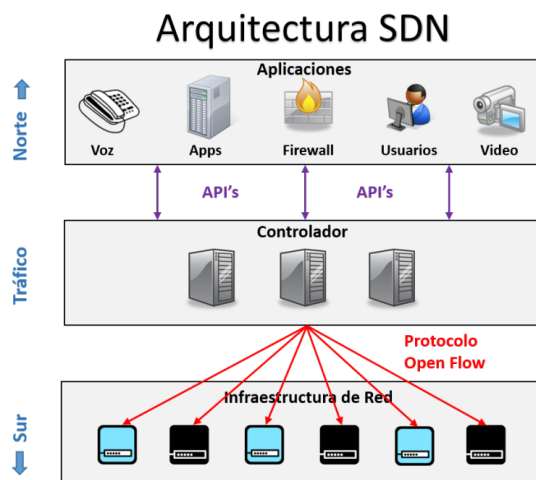 Arquitectura SDN
Norte
Aplicaciones
Voz
Apps
Firewall
Usuarios
Video
API's
API's
Tráfico
Controlador
Protocolo
Open Flow
Sur
Infraestructura de Red